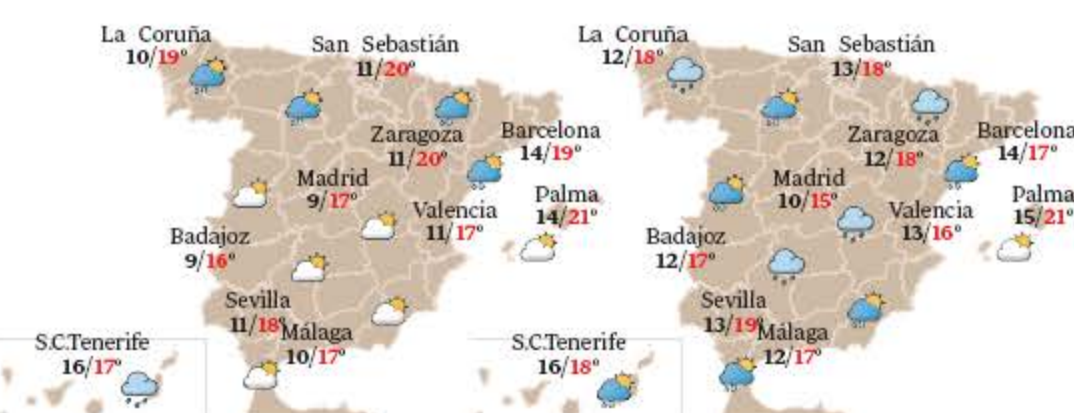 La Coruña
10/19º
San Sebastián
11/20º
Zaragoza
11/20º
Barcelona
14/19º
Madrid
9/17º
Palma
14/21º
Valencia
11/17º
Badajoz
9/16º
Sevilla
11/18º
Málaga
10/17º
S.C.Tenerife
16/17º
La Coruña
12/18º
San Sebastián
13/18º
Zaragoza
12/18º
Barcelona
14/17º
Madrid
10/15º
Palma
15/21º
Valencia
13/16º
Badajoz
12/17º
Sevilla
13/19º
Málaga
12/17º
S.C.Tenerife
16/18º